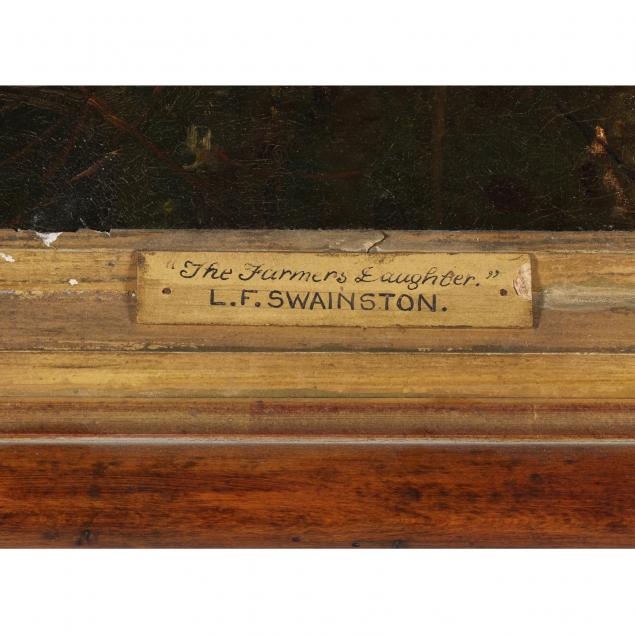 "The Farmers Daughter."
L.F. SWAINSTON.